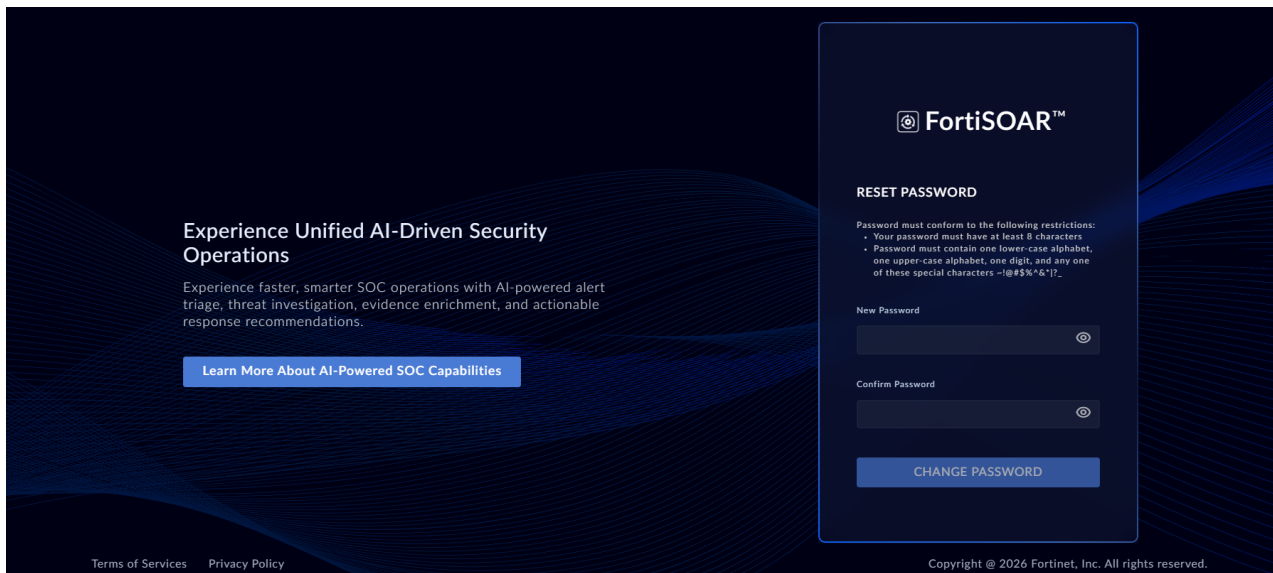 Experience Unified AI-Driven Security
Operations
Experience faster, smarter SOC operations with AI-powered alert
triage, threat investigation, evidence enrichment, and actionable
response recommendations.
Learn More About AI-Powered SOC Capabilities
FortiSOAR™
RESET PASSWORD
Password must conform to the following restrictions:
• Your password must have at least 8 characters
• Password must contain one lower-case alphabet,
one upper-case alphabet, one digit, and any one
of these special characters ~!@#$%^&*|?_
New Password
Confirm Password
CHANGE PASSWORD
Terms of Services Privacy Policy
Copyright @ 2026 Fortinet, Inc. All rights reserved.